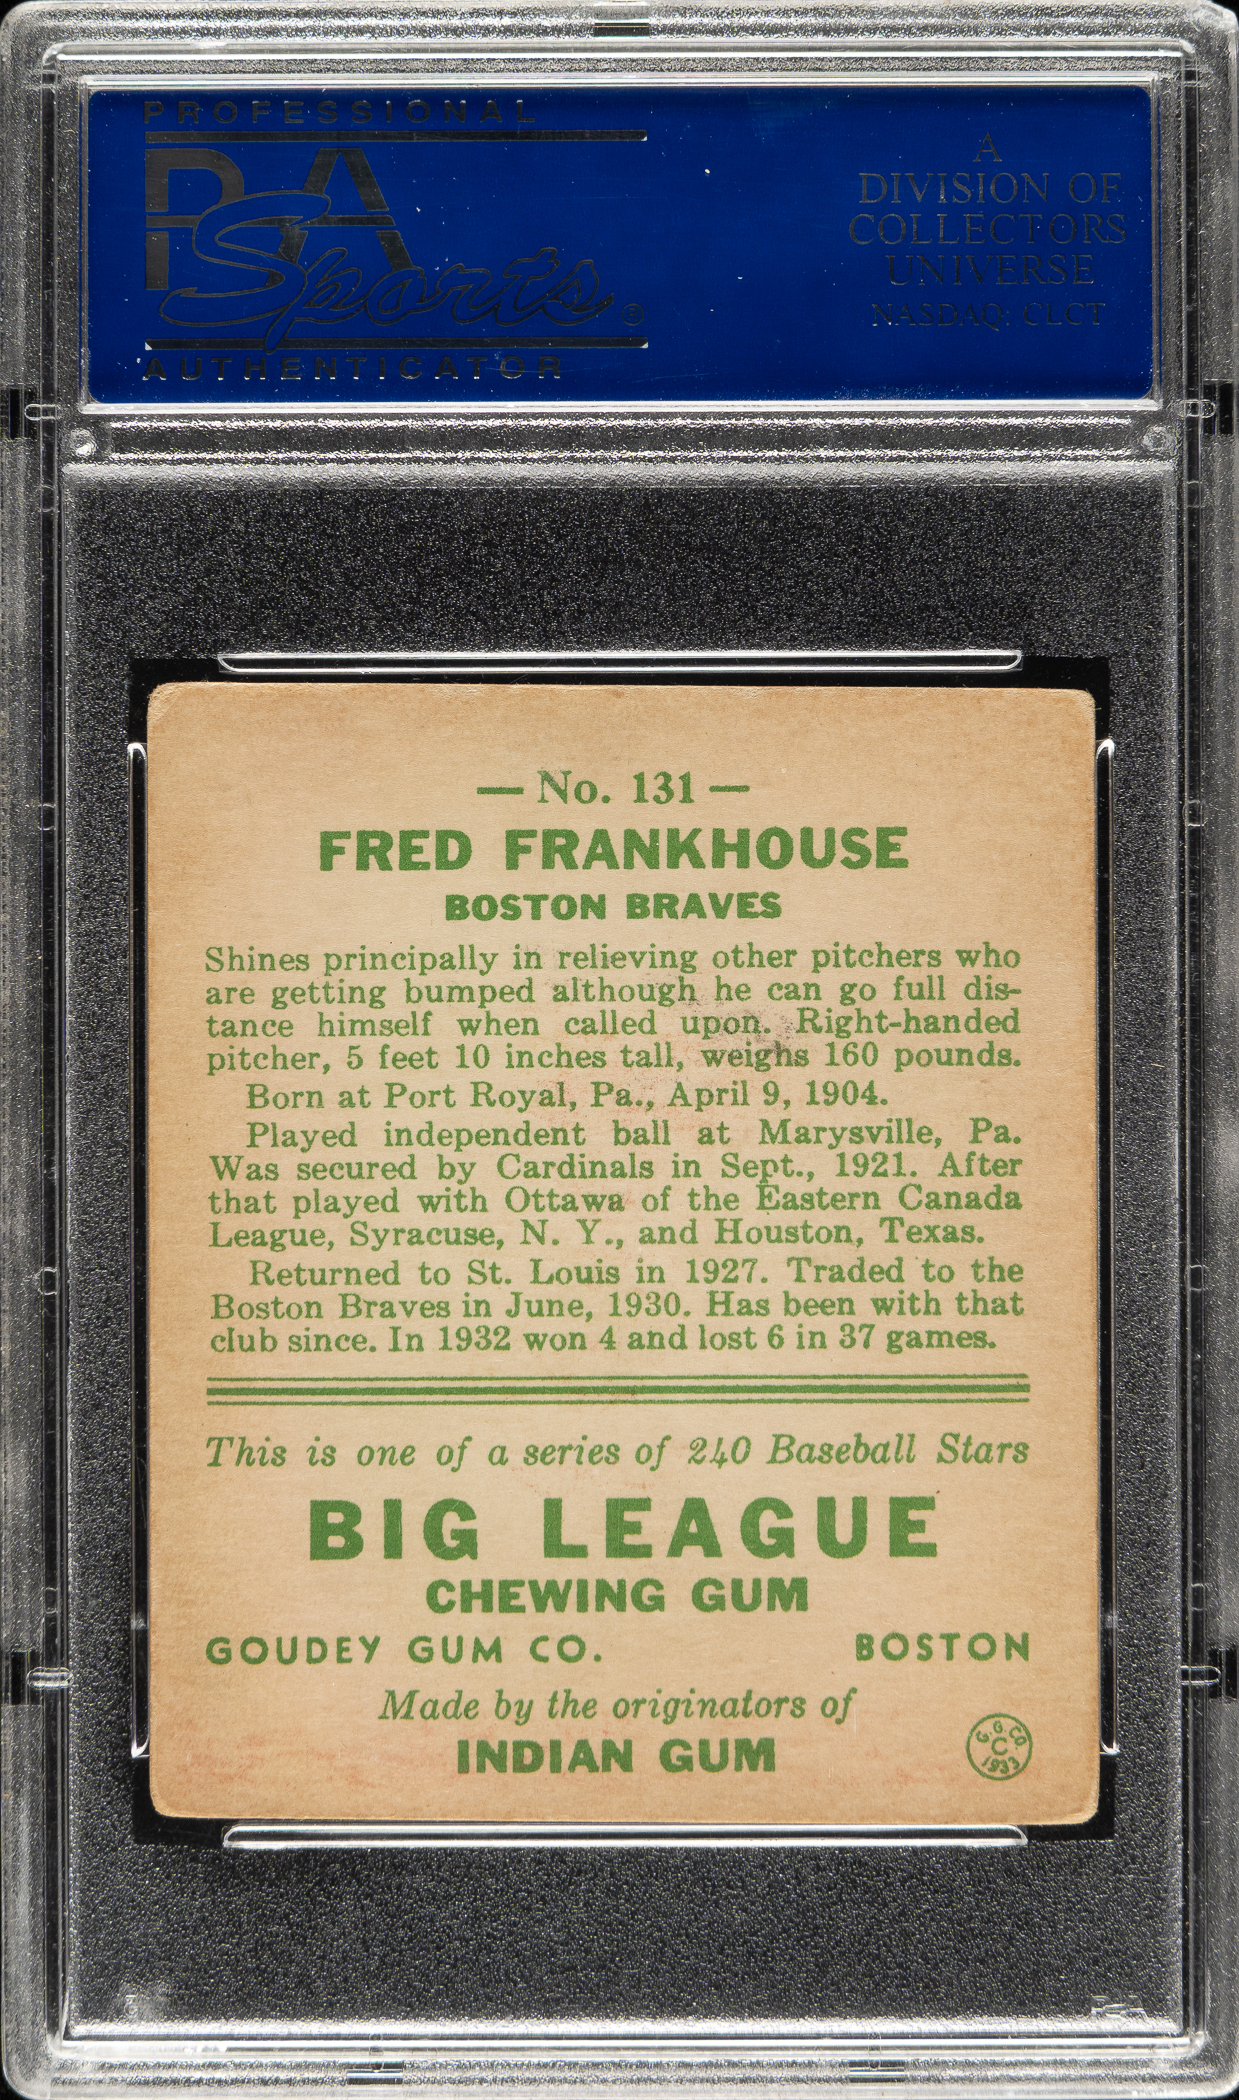 PROFESSIONAL
PSA
Sports®
AUTHENTICATOR
A
DIVISION OF
COLLECTORS
UNIVERSE
NASDAQ: CLCT
— No. 131 —
FRED FRANKHOUSE
BOSTON BRAVES
Shines principally in relieving other pitchers who
are getting bumped although he can go full dis-
tance himself when called upon. Right-handed
pitcher, 5 feet 10 inches tall, weighs 160 pounds.
Born at Port Royal, Pa., April 9, 1904.
Played independent ball at Marysville, Pa.
Was secured by Cardinals in Sept., 1921. After
that played with Ottawa of the Eastern Canada
League, Syracuse, N. Y., and Houston, Texas.
Returned to St. Louis in 1927. Traded to the
Boston Braves in June, 1930. Has been with that
club since. In 1932 won 4 and lost 6 in 37 games.
This is one of a series of 240 Baseball Stars
BIG LEAGUE
CHEWING GUM
GOUDEY GUM CO. BOSTON
Made by the originators of
INDIAN GUM
G. G. CO.
C
1933
PSA